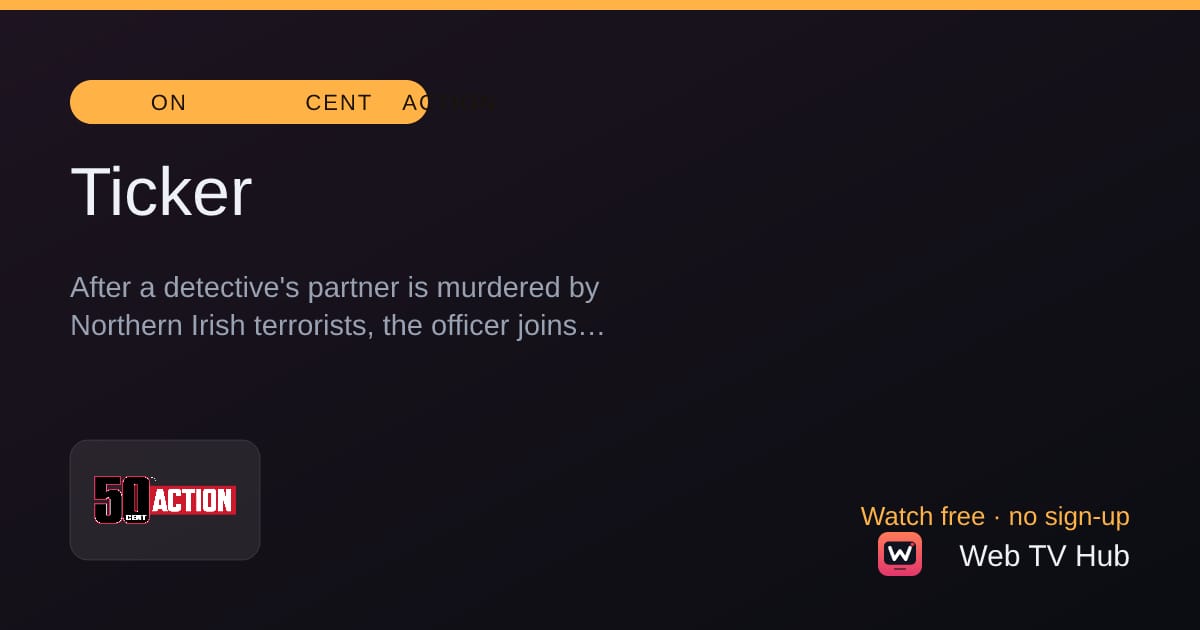 ON CENT ACTION
Ticker
After a detective's partner is murdered by
Northern Irish terrorists, the officer joins…
50 CENT ACTION
Watch free · no sign-up
W
Web TV Hub